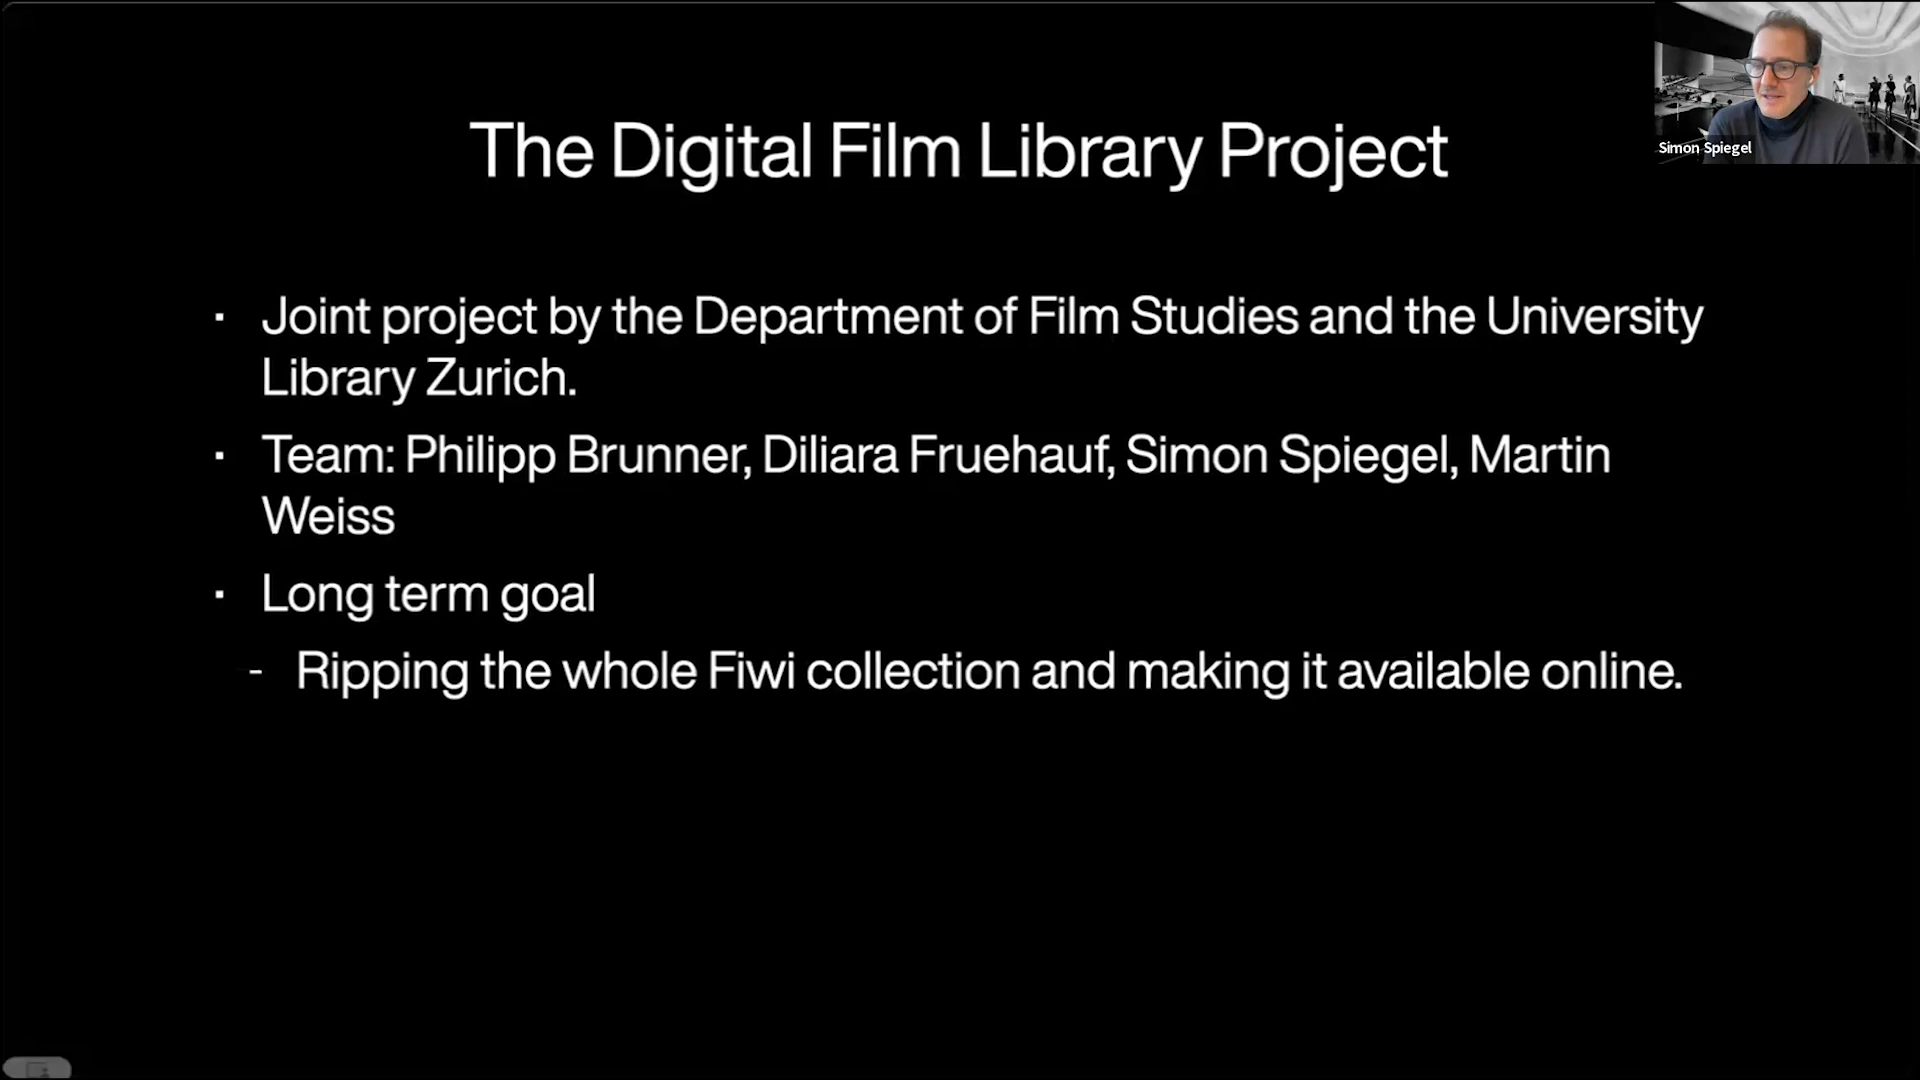 The Digital Film Library Project
Simon Spiegel
· Joint project by the Department of Film Studies and the University
Library Zurich.
· Team: Philipp Brunner, Diliara Fruehauf, Simon Spiegel, Martin
Weiss
· Long term goal
- Ripping the whole Fiwi collection and making it available online.